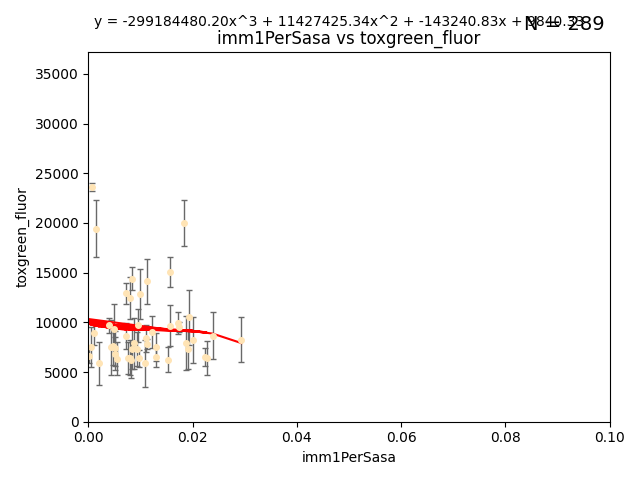 y = -299184480.20x^3 + 11427425.34x^2 + -143240.83x +
N = 289
imm1PerSasa vs toxgreen_fluor
35000
30000
25000
20000
15000
10000
5000
0
toxgreen_fluor
0.00
0.02
0.04
0.06
0.08
0.10
imm1PerSasa